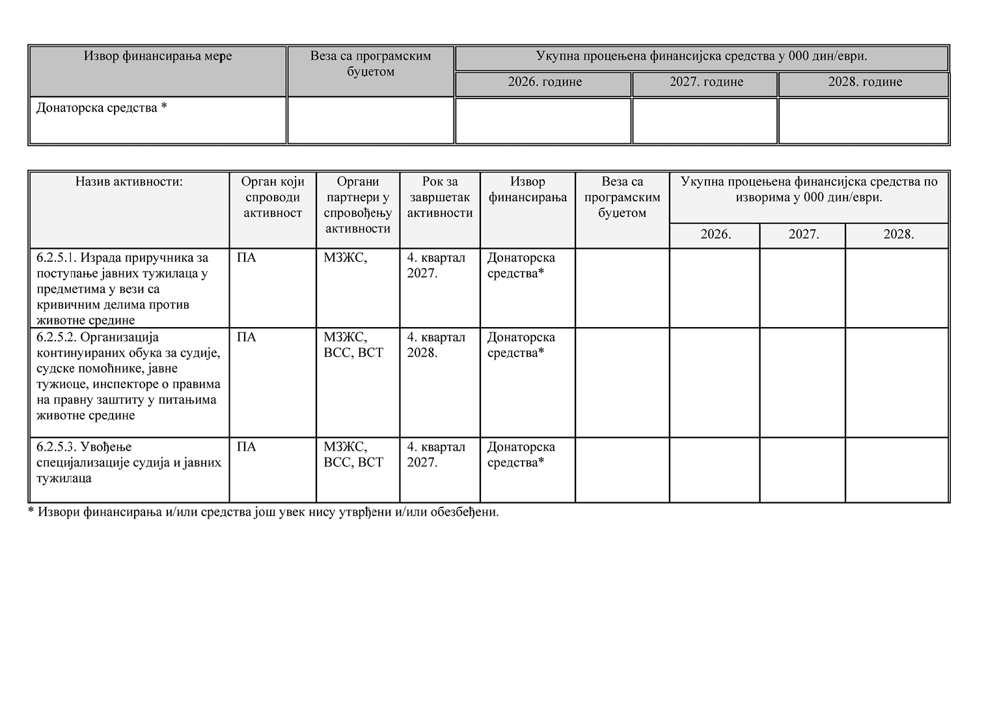 Извор финансирања мере
Веза са програмским
буџетом
Укупна процењена финансијска средства у 000 дин/еври.
2026. године
2027. године
2028. године
Донаторска средства *
Назив активности:
Орган који
спроводи
активност
Органи
партнери у
спровођењу
активности
Рок за
завршетак
активности
Извор
финансирања
Веза са
програмским
буџетом
Укупна процењена финансијска средства по
изворима у 000 дин/еври.
2026.
2027.
2028.
6.2.5.1. Израда приручника за
поступање јавних тужилаца у
предметима у вези са
кривичним делима против
животне средине
ПА
МЗЖС,
4. квартал
2027.
Донаторска
средства*
6.2.5.2. Организација
континуираних обука за судије,
судске помоћнике, јавне
тужиоце, инспекторе о правима
на правну заштиту у питањима
животне средине
ПА
МЗЖС,
ВСС, ВСТ
4. квартал
2028.
Донаторска
средства*
6.2.5.3. Увођење
специјализације судија и јавних
тужилаца
ПА
МЗЖС,
ВСС, ВСТ
4. квартал
2027.
Донаторска
средства*
* Извори финансирања и/или средства још увек нису утврђени и/или обезбеђени.